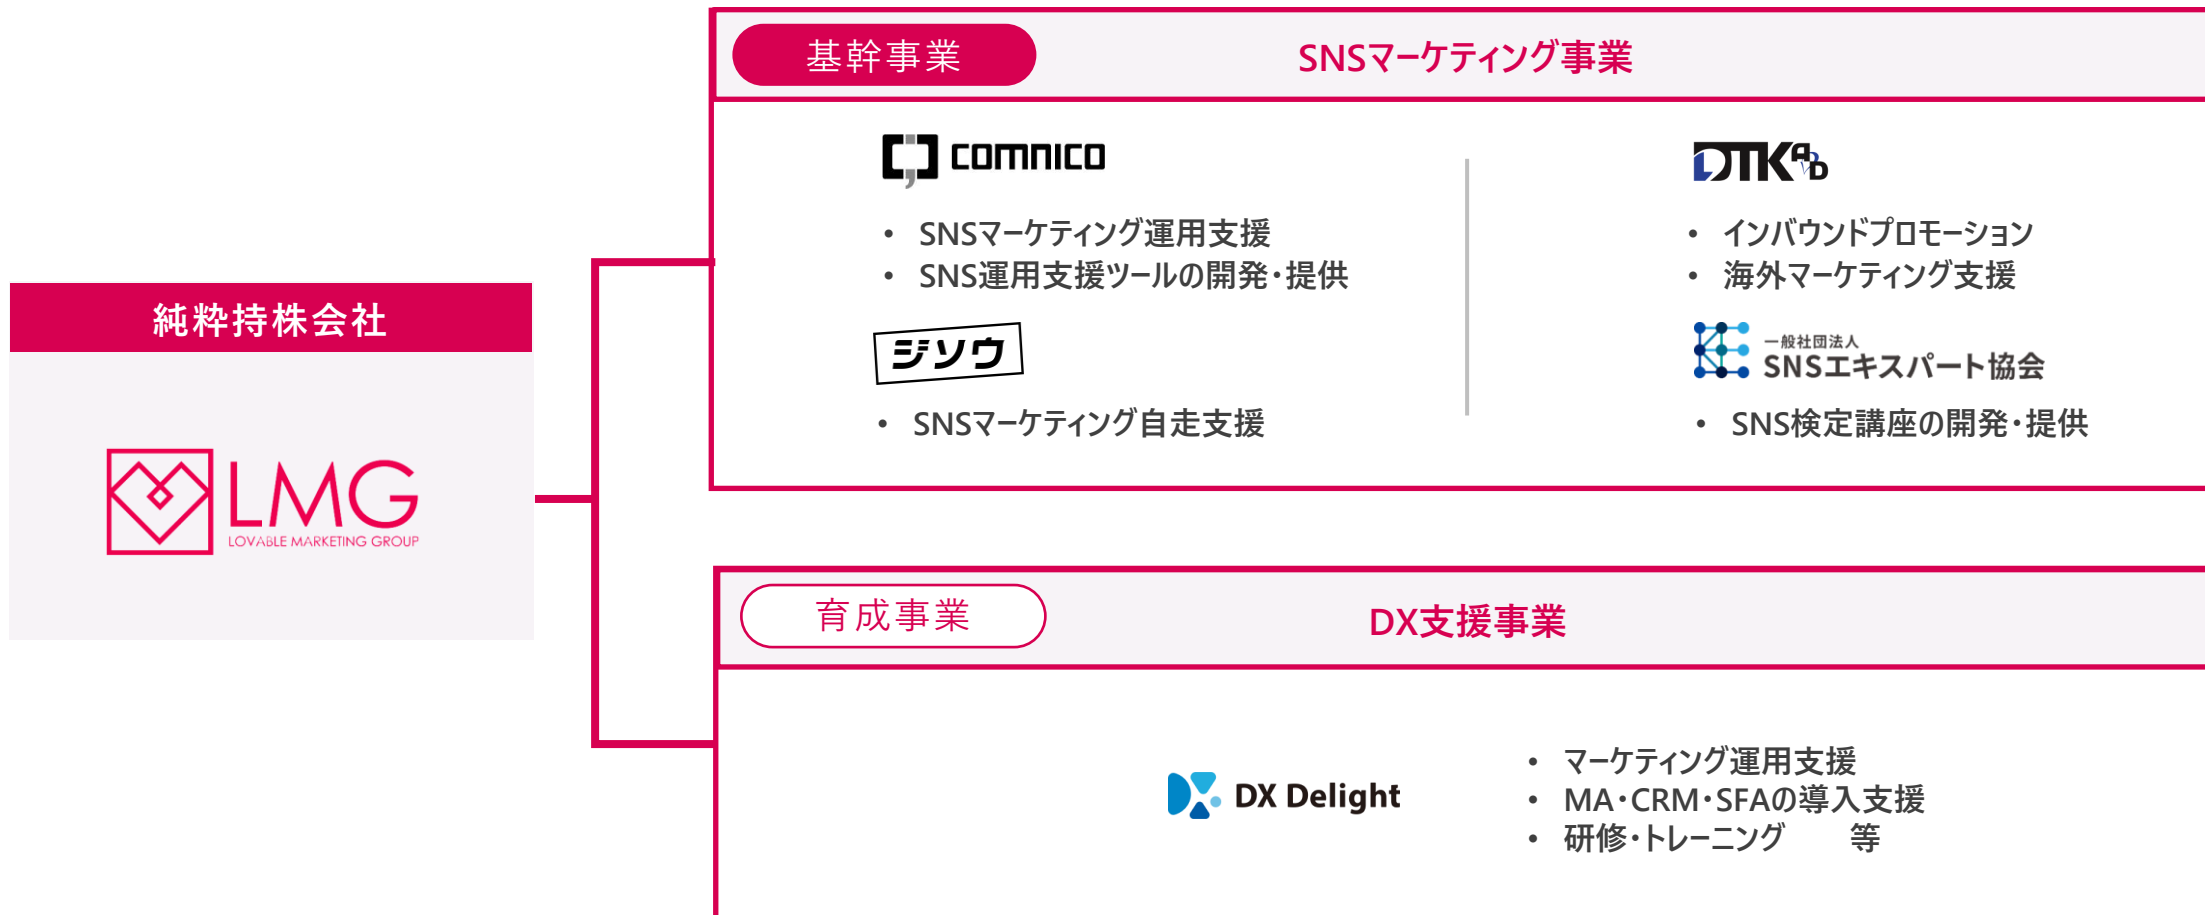 純粋持株会社
LMG
LOVABLE MARKETING GROUP
基幹事業
SNSマーケティング事業
comnico
• SNSマーケティング運用支援
• SNS運用支援ツールの開発・提供
ジソウ
• SNSマーケティング自走支援
DTK AD
• インバウンドプロモーション
• 海外マーケティング支援
一般社団法人
SNSエキスパート協会
• SNS検定講座の開発・提供
育成事業
DX支援事業
DX Delight
• マーケティング運用支援
• MA・CRM・SFAの導入支援
• 研修・トレーニング　　等